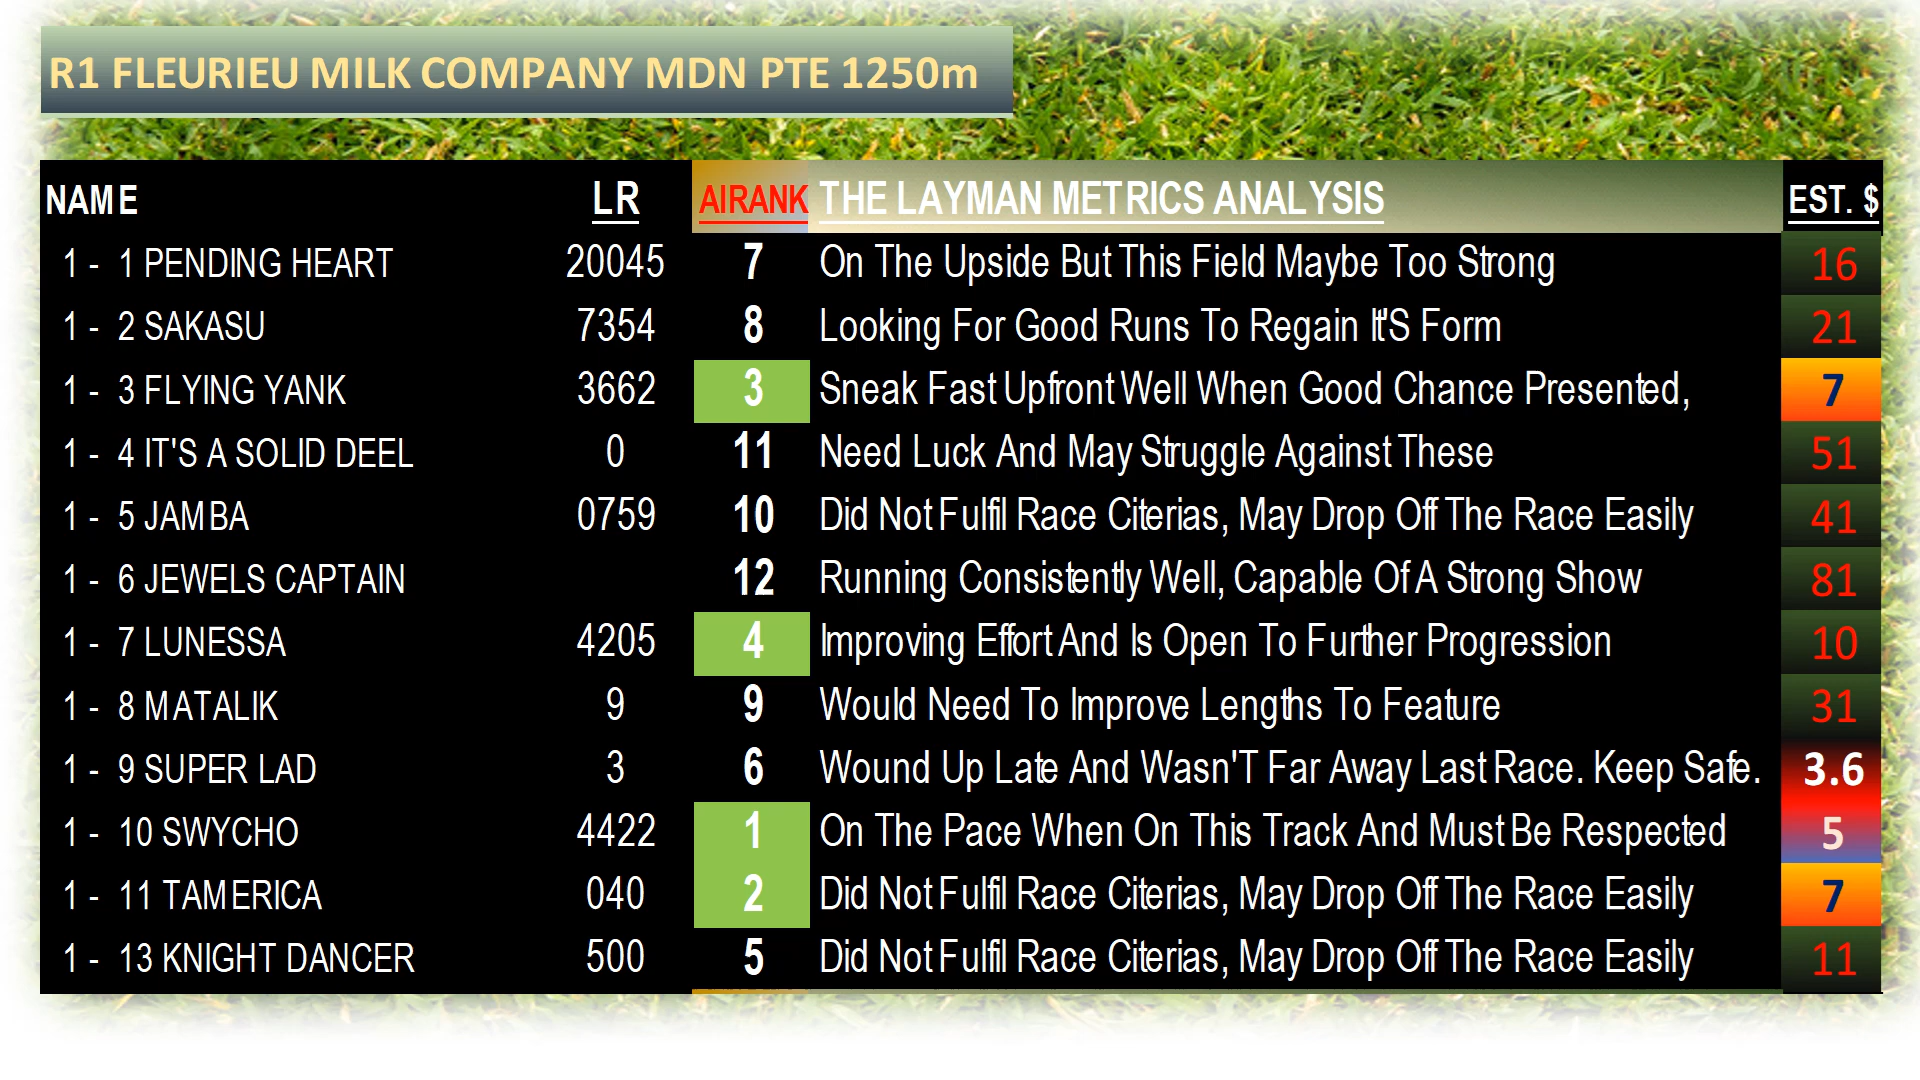 R1 FLEURIEU MILK COMPANY MDN PTE 1250m
NAME LR AIRANK THE LAYMAN METRICS ANALYSIS EST. $
1 - 1 PENDING HEART 20045 7 On The Upside But This Field Maybe Too Strong 16
1 - 2 SAKASU 7354 8 Looking For Good Runs To Regain It'S Form 21
1 - 3 FLYING YANK 3662 3 Sneak Fast Upfront Well When Good Chance Presented, 7
1 - 4 IT'S A SOLID DEEL 0 11 Need Luck And May Struggle Against These 51
1 - 5 JAMBA 0759 10 Did Not Fulfil Race Citerias, May Drop Off The Race Easily 41
1 - 6 JEWELS CAPTAIN 12 Running Consistently Well, Capable Of A Strong Show 81
1 - 7 LUNESSA 4205 4 Improving Effort And Is Open To Further Progression 10
1 - 8 MATALIK 9 9 Would Need To Improve Lengths To Feature 31
1 - 9 SUPER LAD 3 6 Wound Up Late And Wasn'T Far Away Last Race. Keep Safe. 3.6
1 - 10 SWYCHO 4422 1 On The Pace When On This Track And Must Be Respected 5
1 - 11 TAMERICA 040 2 Did Not Fulfil Race Citerias, May Drop Off The Race Easily 7
1 - 13 KNIGHT DANCER 500 5 Did Not Fulfil Race Citerias, May Drop Off The Race Easily 11